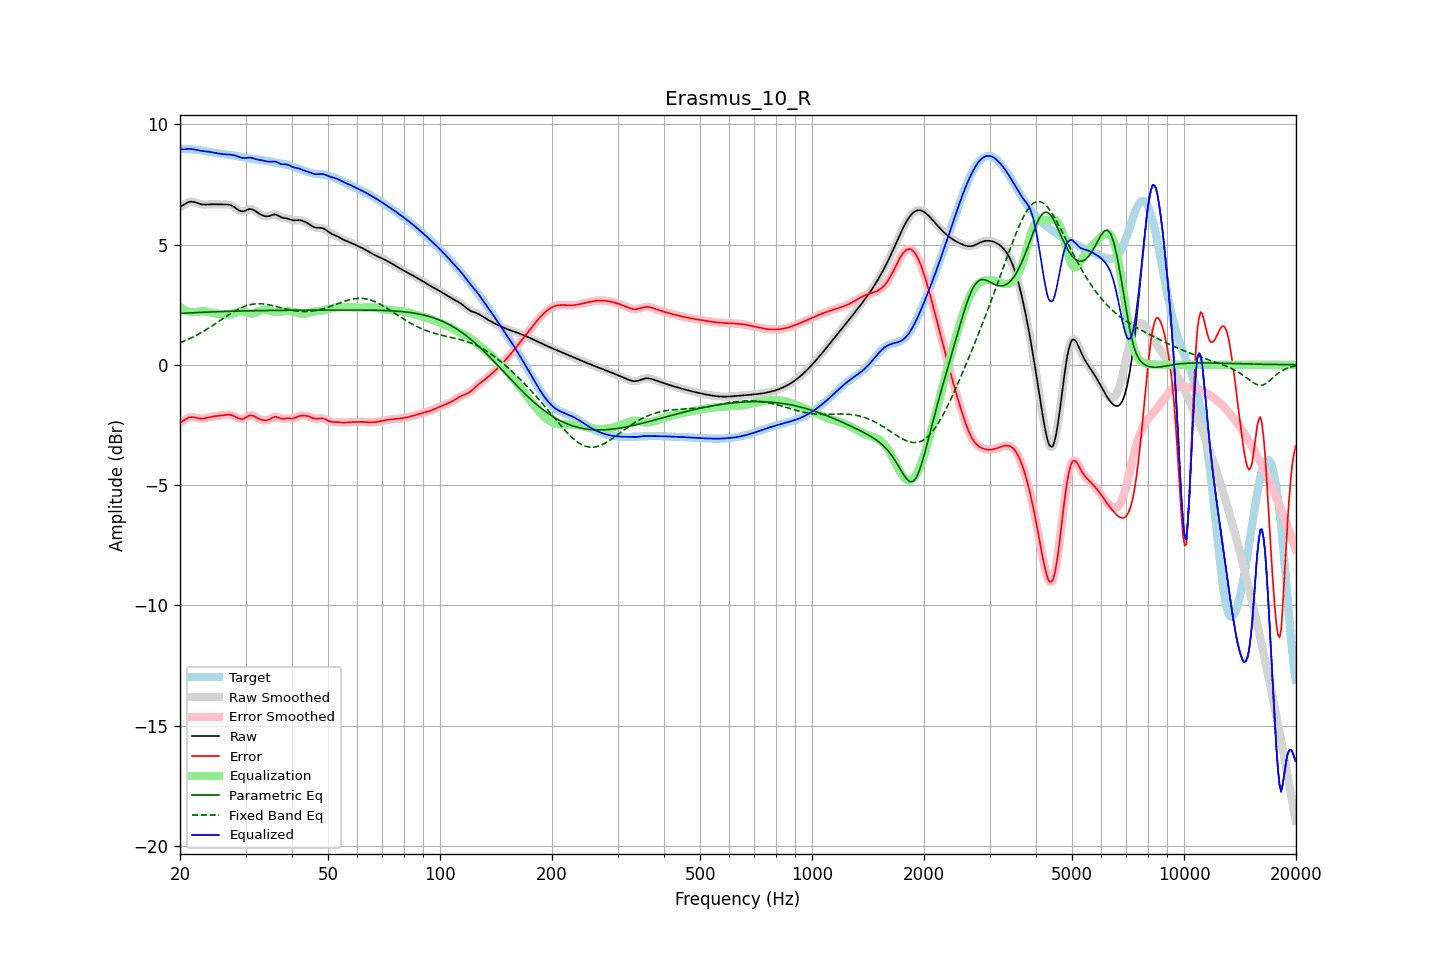 Erasmus_10_R
10
5
0
−5
−10
−15
−20
Amplitude (dBr)
Target
Raw Smoothed
Error Smoothed
Raw
Error
Equalization
Parametric Eq
Fixed Band Eq
Equalized
20 50 100 200 500 1000 2000 5000 10000 20000
Frequency (Hz)